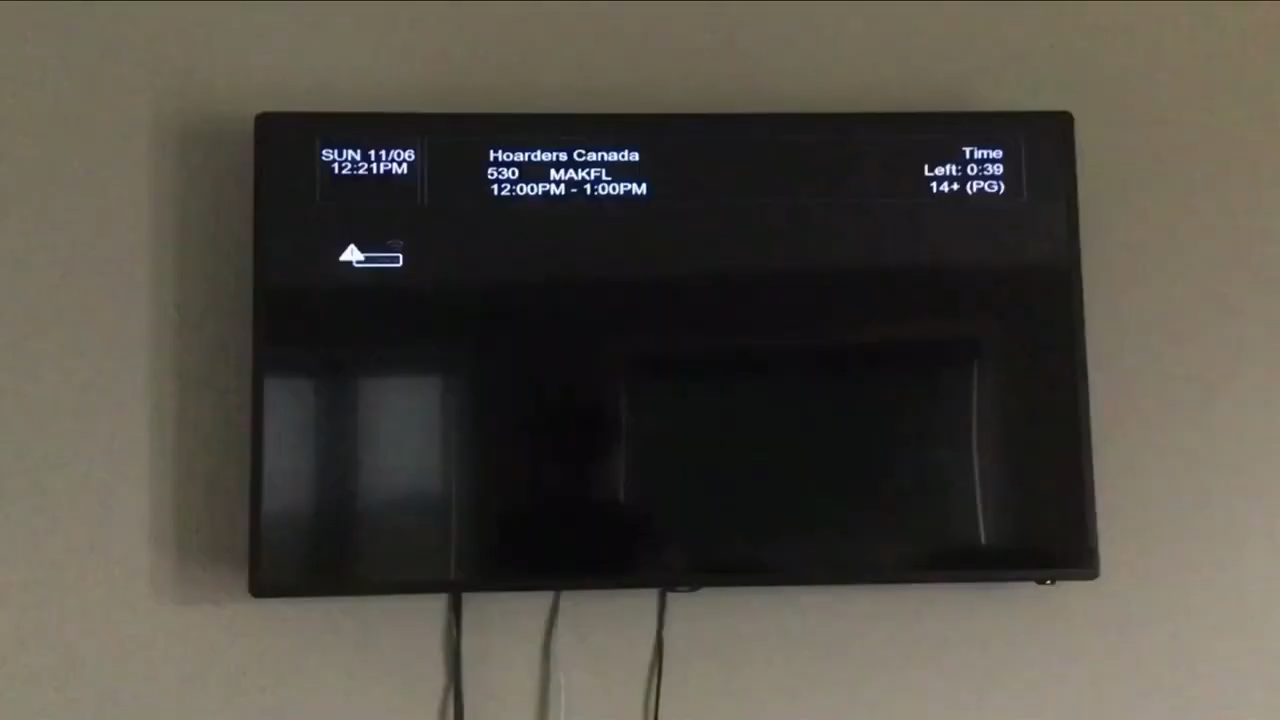 SUN 11/06
12:21PM
Hoarders Canada
530 MAKFL
12:00PM - 1:00PM
Time
Left: 0:39
14+ (PG)